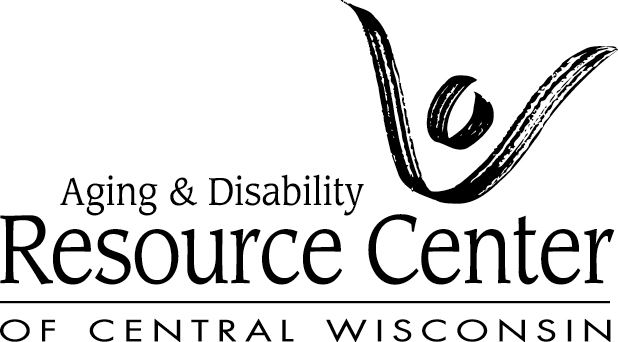 Aging & Disability
Resource Center
OF CENTRAL WISCONSIN